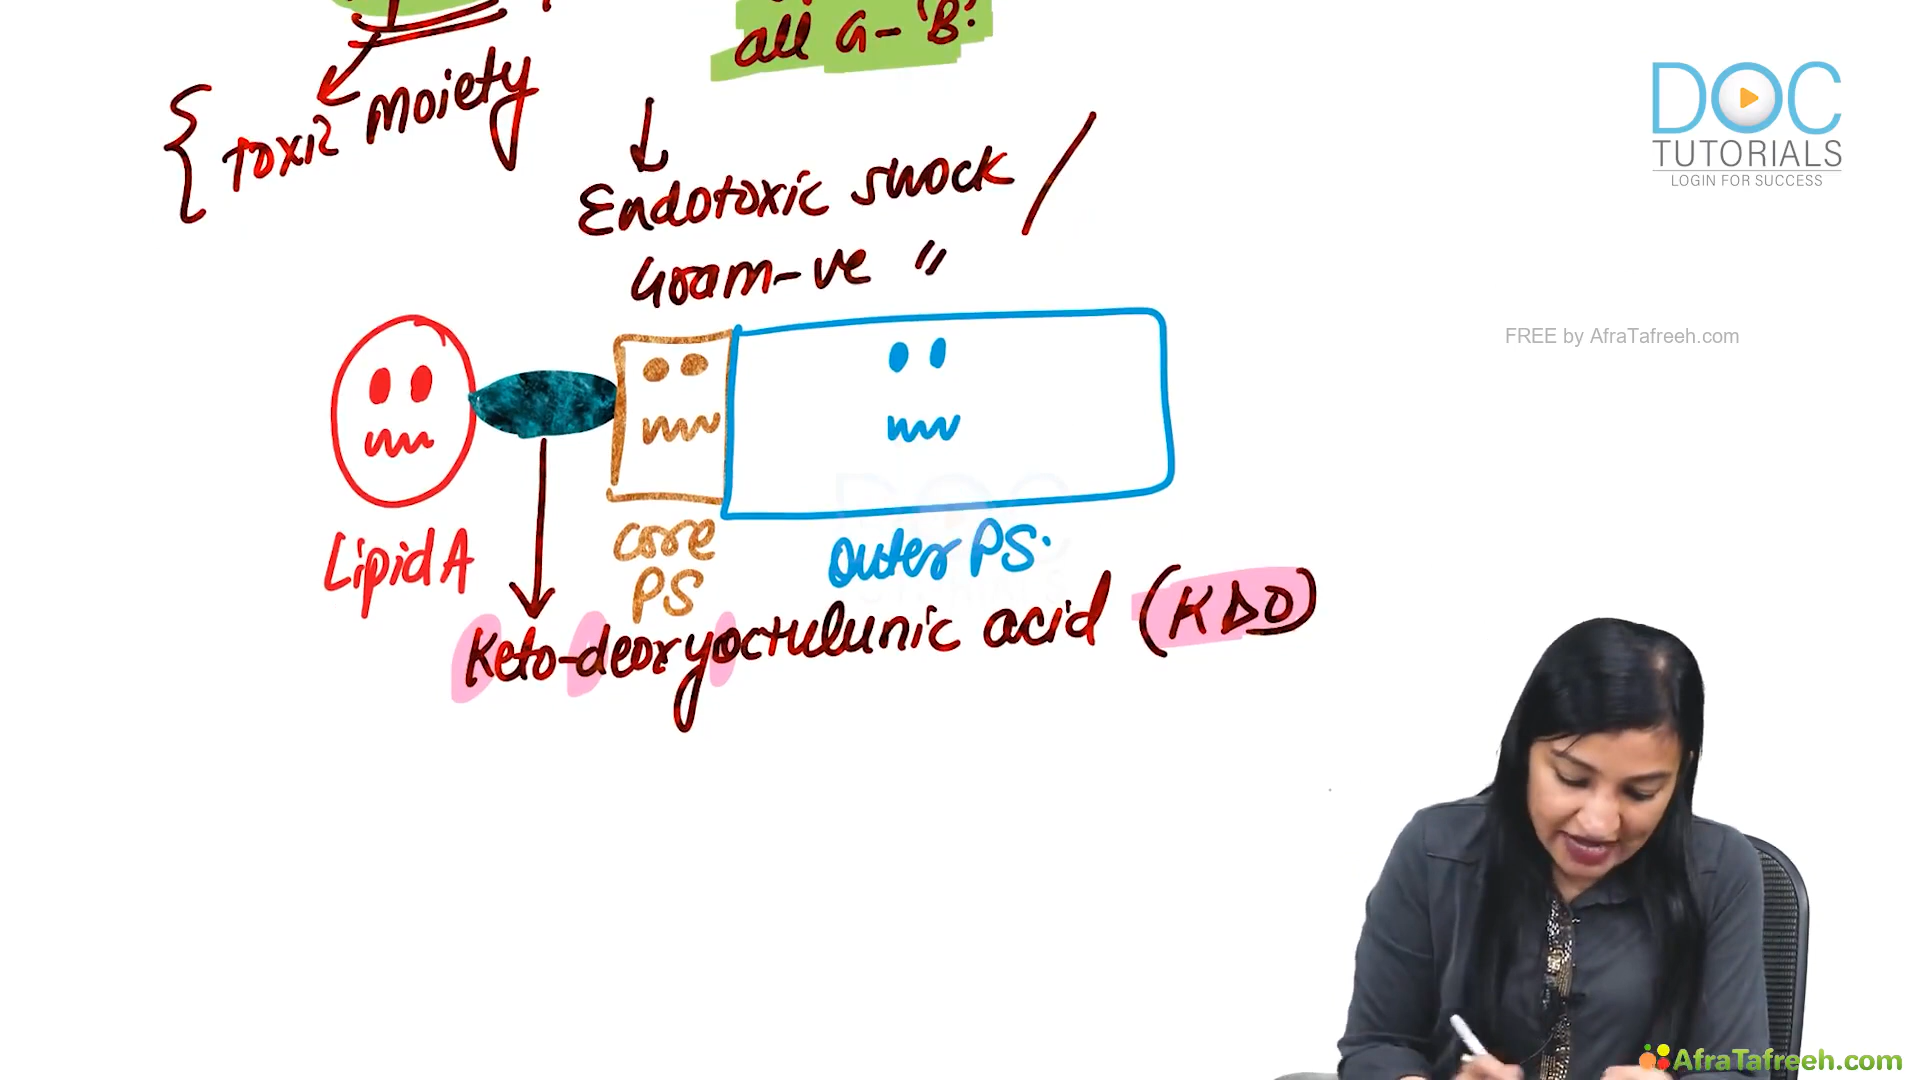 all G- B.
{ Toxic Moiety
Endotoxic shock /
Gram-ve "
Lipid A
core
PS
outer PS.
Keto-deoxyoctulunic acid (KDO)
DOC
TUTORIALS
LOGIN FOR SUCCESS
FREE by AfraTafreeh.com
AfraTafreeh.com